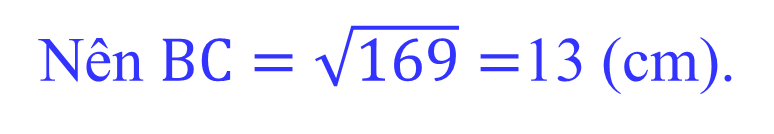 Nên BC = √169 =13 (cm).